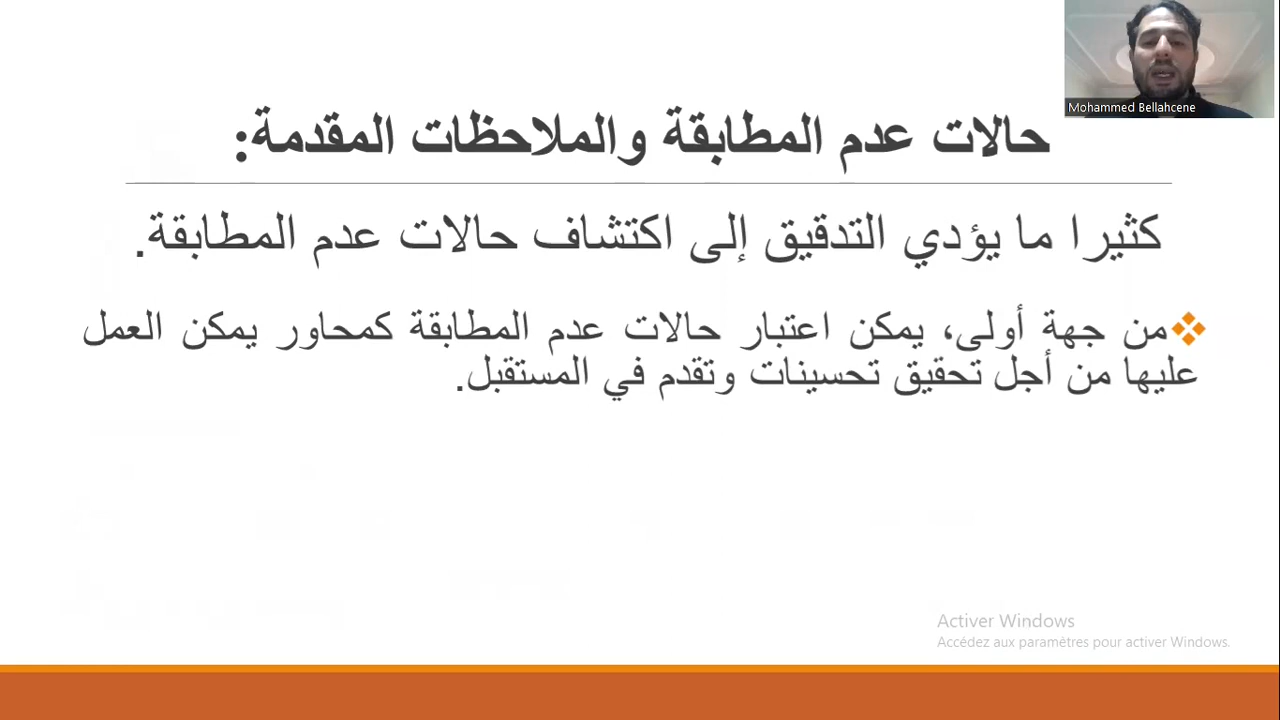 Mohammed Bellahcene
حالات عدم المطابقة والملاحظات المقدمة:
كثيرا ما يؤدي التدقيق إلى اكتشاف حالات عدم المطابقة.
من جهة أولى، يمكن اعتبار حالات عدم المطابقة كمحاور يمكن العمل
عليها من أجل تحقيق تحسينات وتقدم في المستقبل.
Activer Windows
Accédez aux paramètres pour activer Windows.